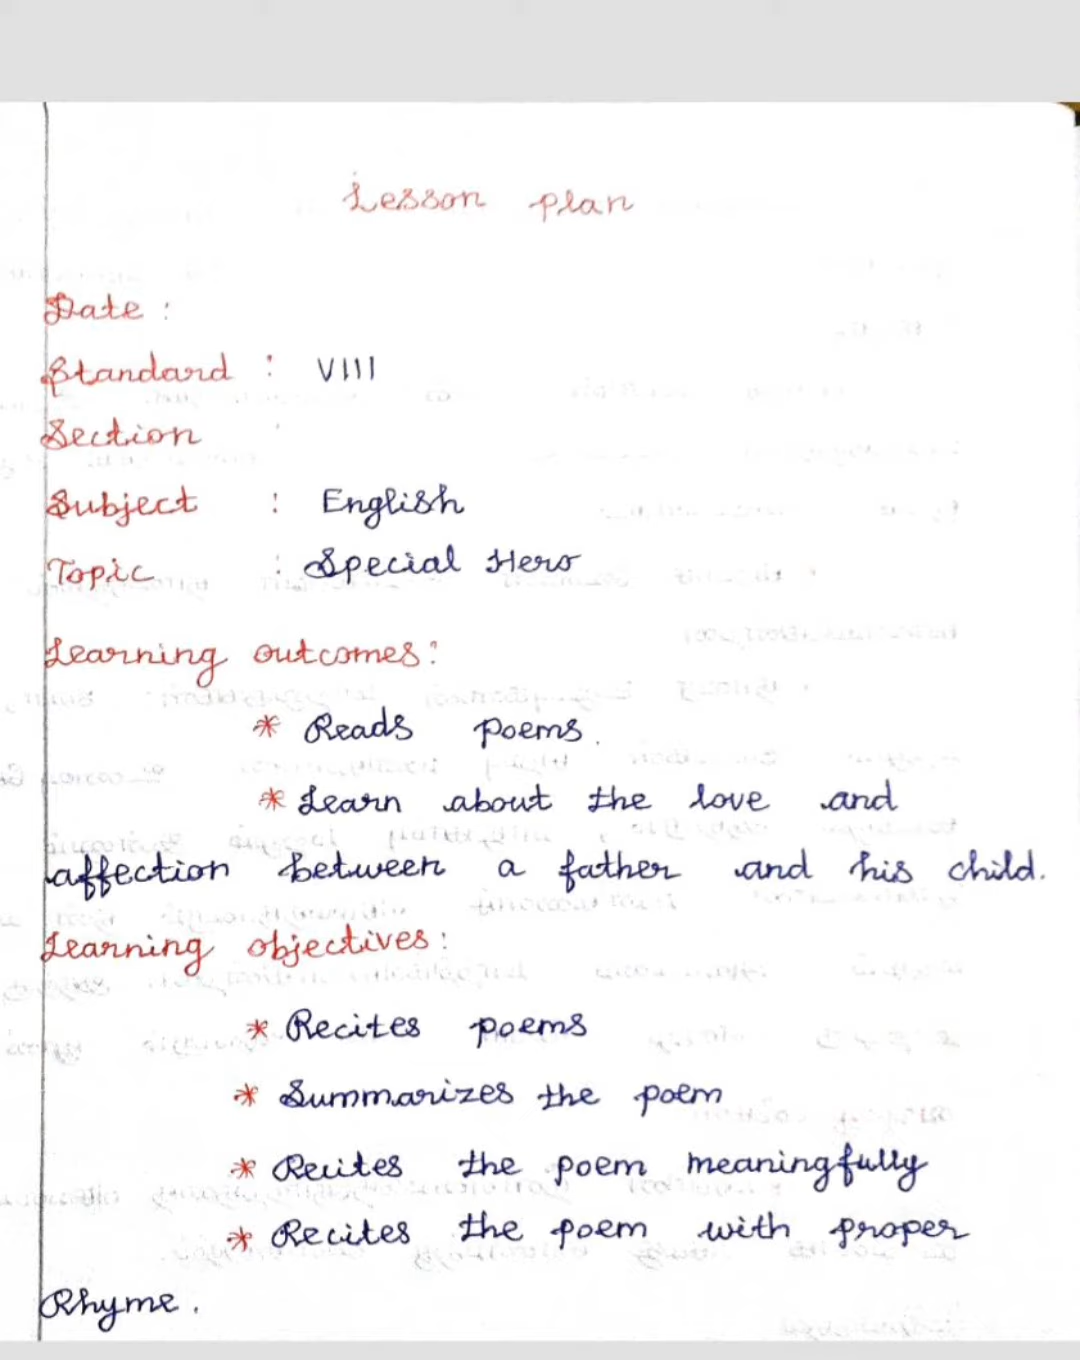 Lesson plan
Date :
Standard : VIII
Section :
Subject : English
Topic : Special Hero
Learning outcomes :
* Reads poems.
* Learn about the love and
affection between a father and his child.
Learning objectives :
* Recites poems
* Summarizes the poem
* Recites the poem meaningfully
* Recites the poem with proper
Rhyme.